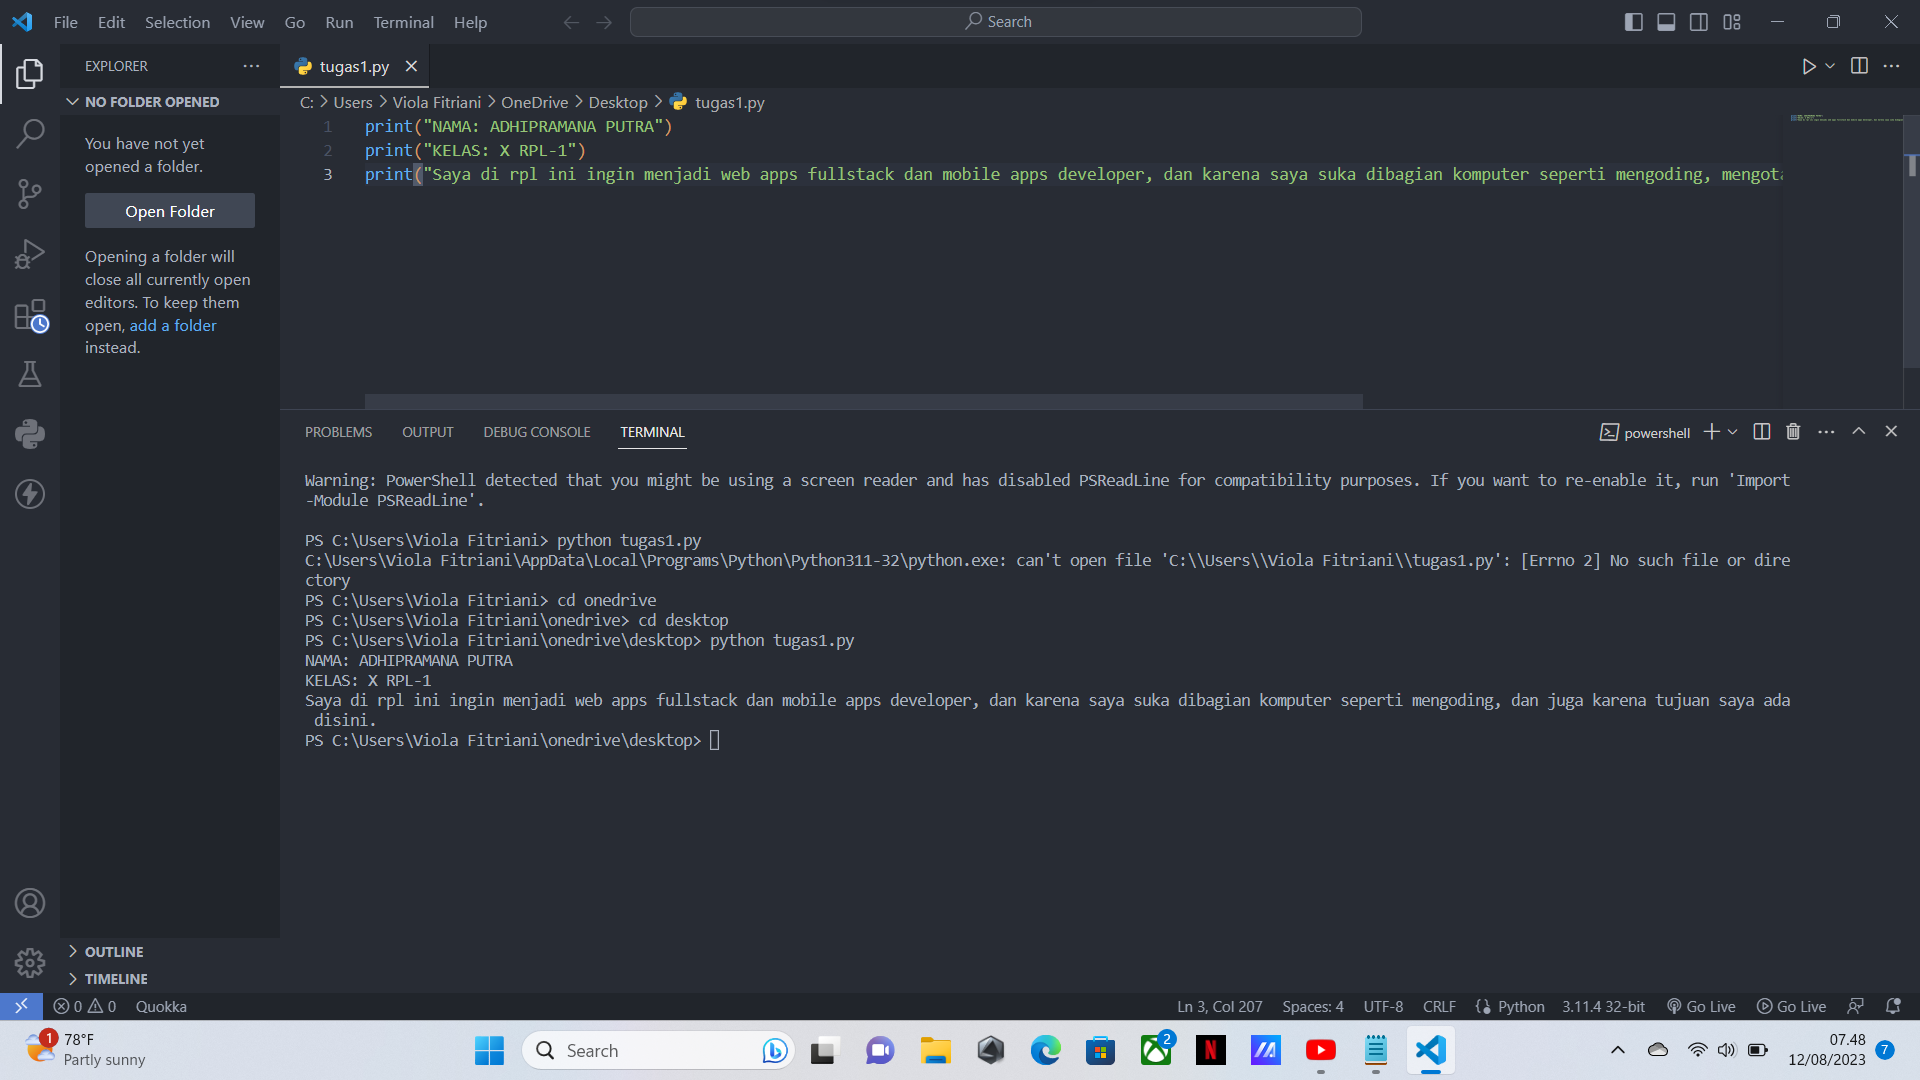 File Edit Selection View Go Run Terminal Help
Search
EXPLORER
tugas1.py
NO FOLDER OPENED
You have not yet
opened a folder.
Open Folder
Opening a folder will
close all currently open
editors. To keep them
open, add a folder
instead.
C: > Users > Viola Fitriani > OneDrive > Desktop > tugas1.py
1 print("NAMA: ADHIPRAMANA PUTRA")
2 print("KELAS: X RPL-1")
3 print("Saya di rpl ini ingin menjadi web apps fullstack dan mobile apps developer, dan karena saya suka dibagian komputer seperti mengoding, mengota
PROBLEMS OUTPUT DEBUG CONSOLE TERMINAL
powershell
Warning: PowerShell detected that you might be using a screen reader and has disabled PSReadLine for compatibility purposes. If you want to re-enable it, run 'Import
-Module PSReadLine'.
PS C:\Users\Viola Fitriani> python tugas1.py
C:\Users\Viola Fitriani\AppData\Local\Programs\Python\Python311-32\python.exe: can't open file 'C:\\Users\\Viola Fitriani\\tugas1.py': [Errno 2] No such file or dire
ctory
PS C:\Users\Viola Fitriani> cd onedrive
PS C:\Users\Viola Fitriani\onedrive> cd desktop
PS C:\Users\Viola Fitriani\onedrive\desktop> python tugas1.py
NAMA: ADHIPRAMANA PUTRA
KELAS: X RPL-1
Saya di rpl ini ingin menjadi web apps fullstack dan mobile apps developer, dan karena saya suka dibagian komputer seperti mengoding, dan juga karena tujuan saya ada
disini.
PS C:\Users\Viola Fitriani\onedrive\desktop>
OUTLINE
TIMELINE
0 0 Quokka
Ln 3, Col 207 Spaces: 4 UTF-8 CRLF Python 3.11.4 32-bit Go Live Go Live
1
78°F
Partly sunny
Search
2
N
07.48
12/08/2023
7